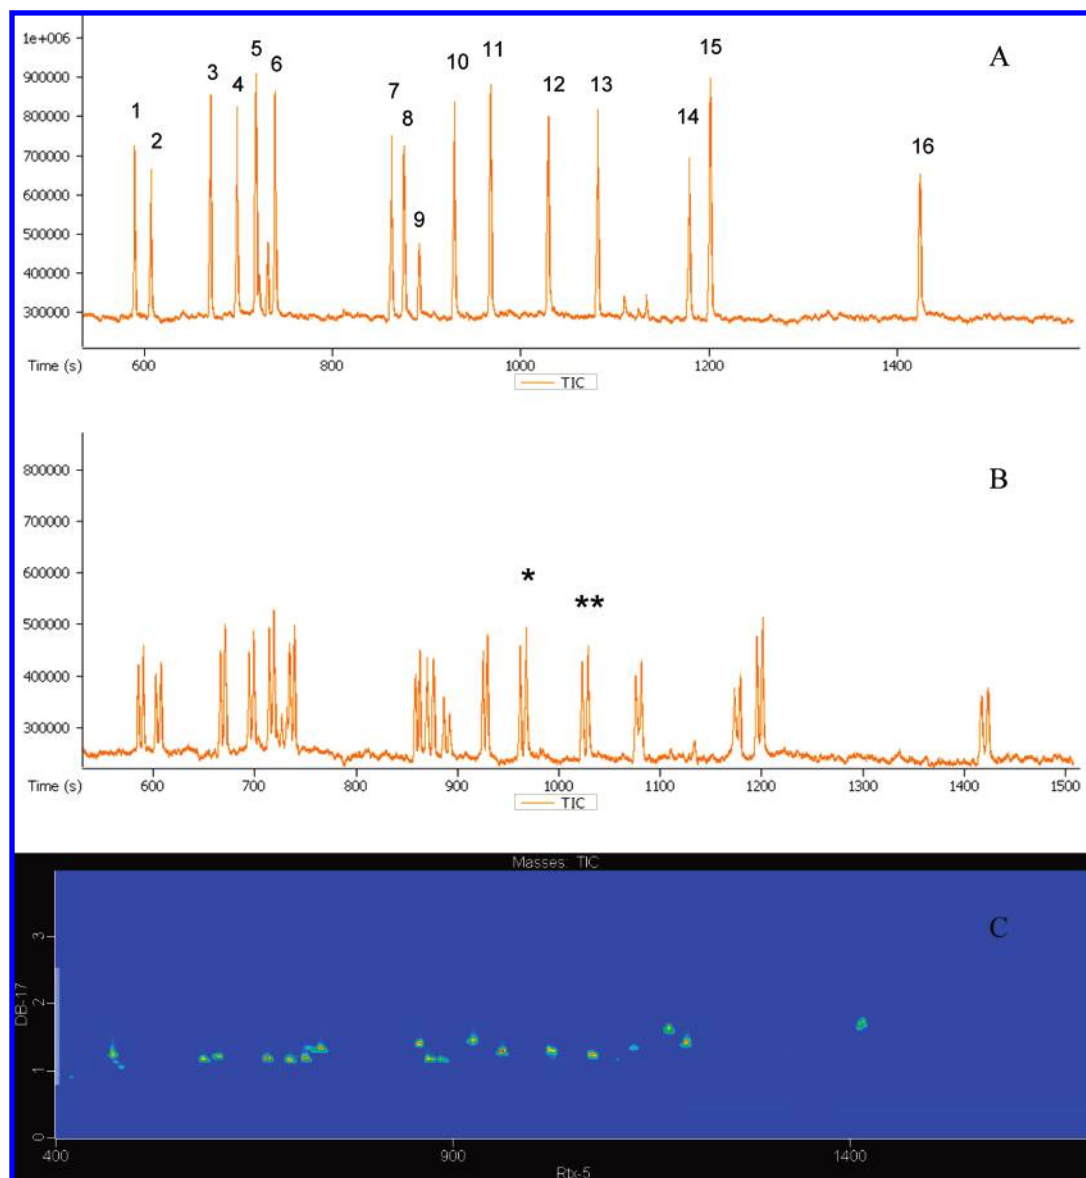 A
1e+006
900000
800000
700000
600000
500000
400000
300000
1 2 3 4 5 6 7 8 9 10 11 12 13 14 15 16
Time (s) 600 800 1000 1200 1400
TIC
B
800000
700000
600000
500000
400000
300000
* **
Time (s) 600 700 800 900 1000 1100 1200 1300 1400 1500
TIC
Masses: TIC
C
DB-17
3
2
1
0
400 900 1400
Rtx-5